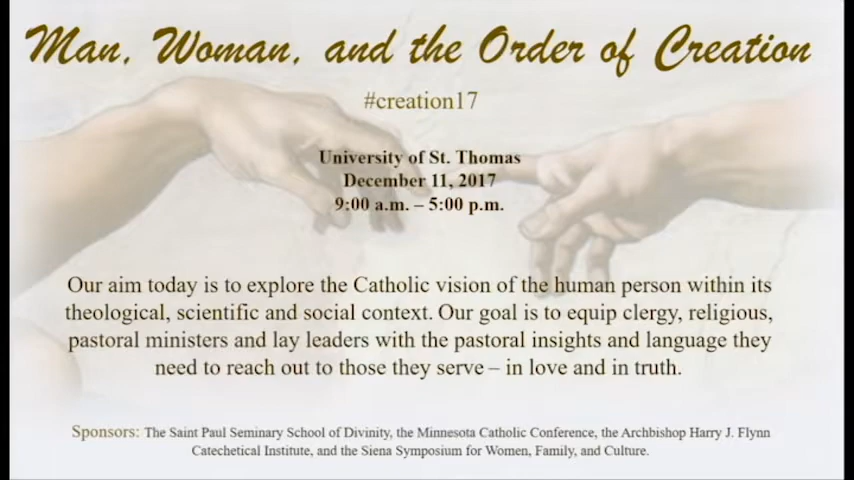 Man, Woman, and the Order of Creation
#creation17
University of St. Thomas
December 11, 2017
9:00 a.m. – 5:00 p.m.
Our aim today is to explore the Catholic vision of the human person within its
theological, scientific and social context. Our goal is to equip clergy, religious,
pastoral ministers and lay leaders with the pastoral insights and language they
need to reach out to those they serve – in love and in truth.
Sponsors: The Saint Paul Seminary School of Divinity, the Minnesota Catholic Conference, the Archbishop Harry J. Flynn
Catechetical Institute, and the Siena Symposium for Women, Family, and Culture.